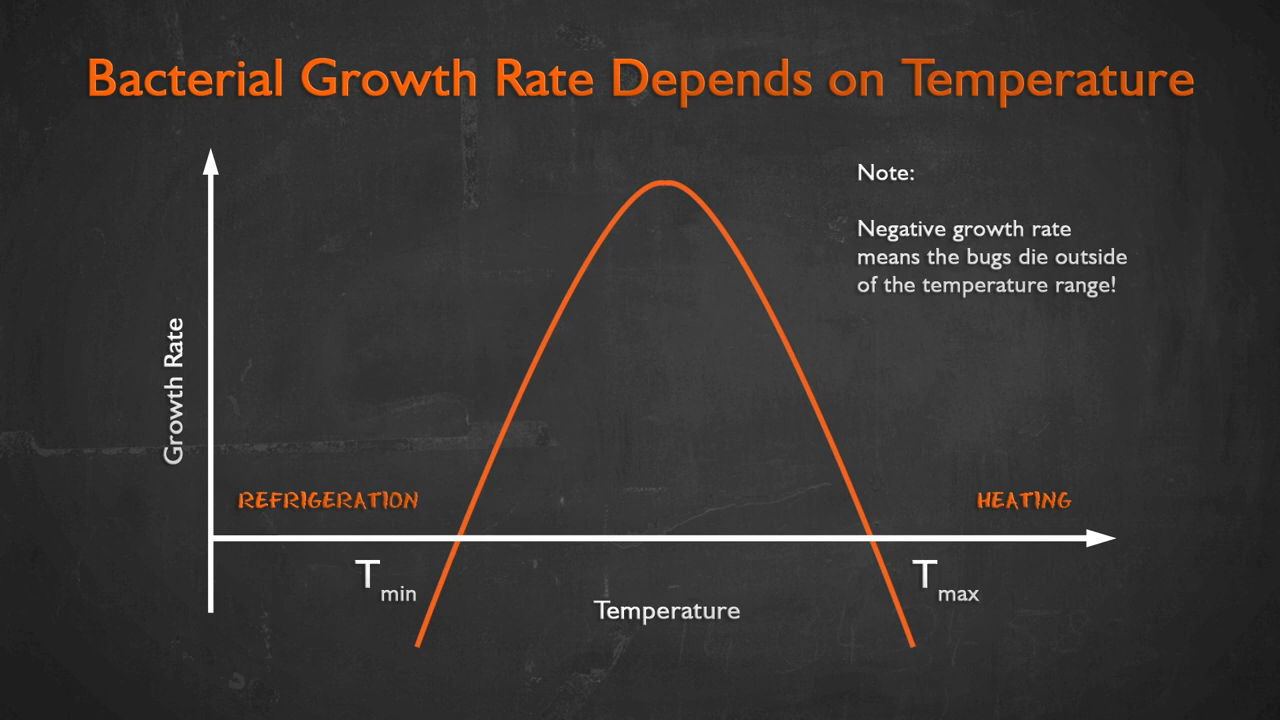 Bacterial Growth Rate Depends on Temperature
Note:
Negative growth rate
means the bugs die outside
of the temperature range!
Growth Rate
REFRIGERATION
HEATING
Tmin
Tmax
Temperature